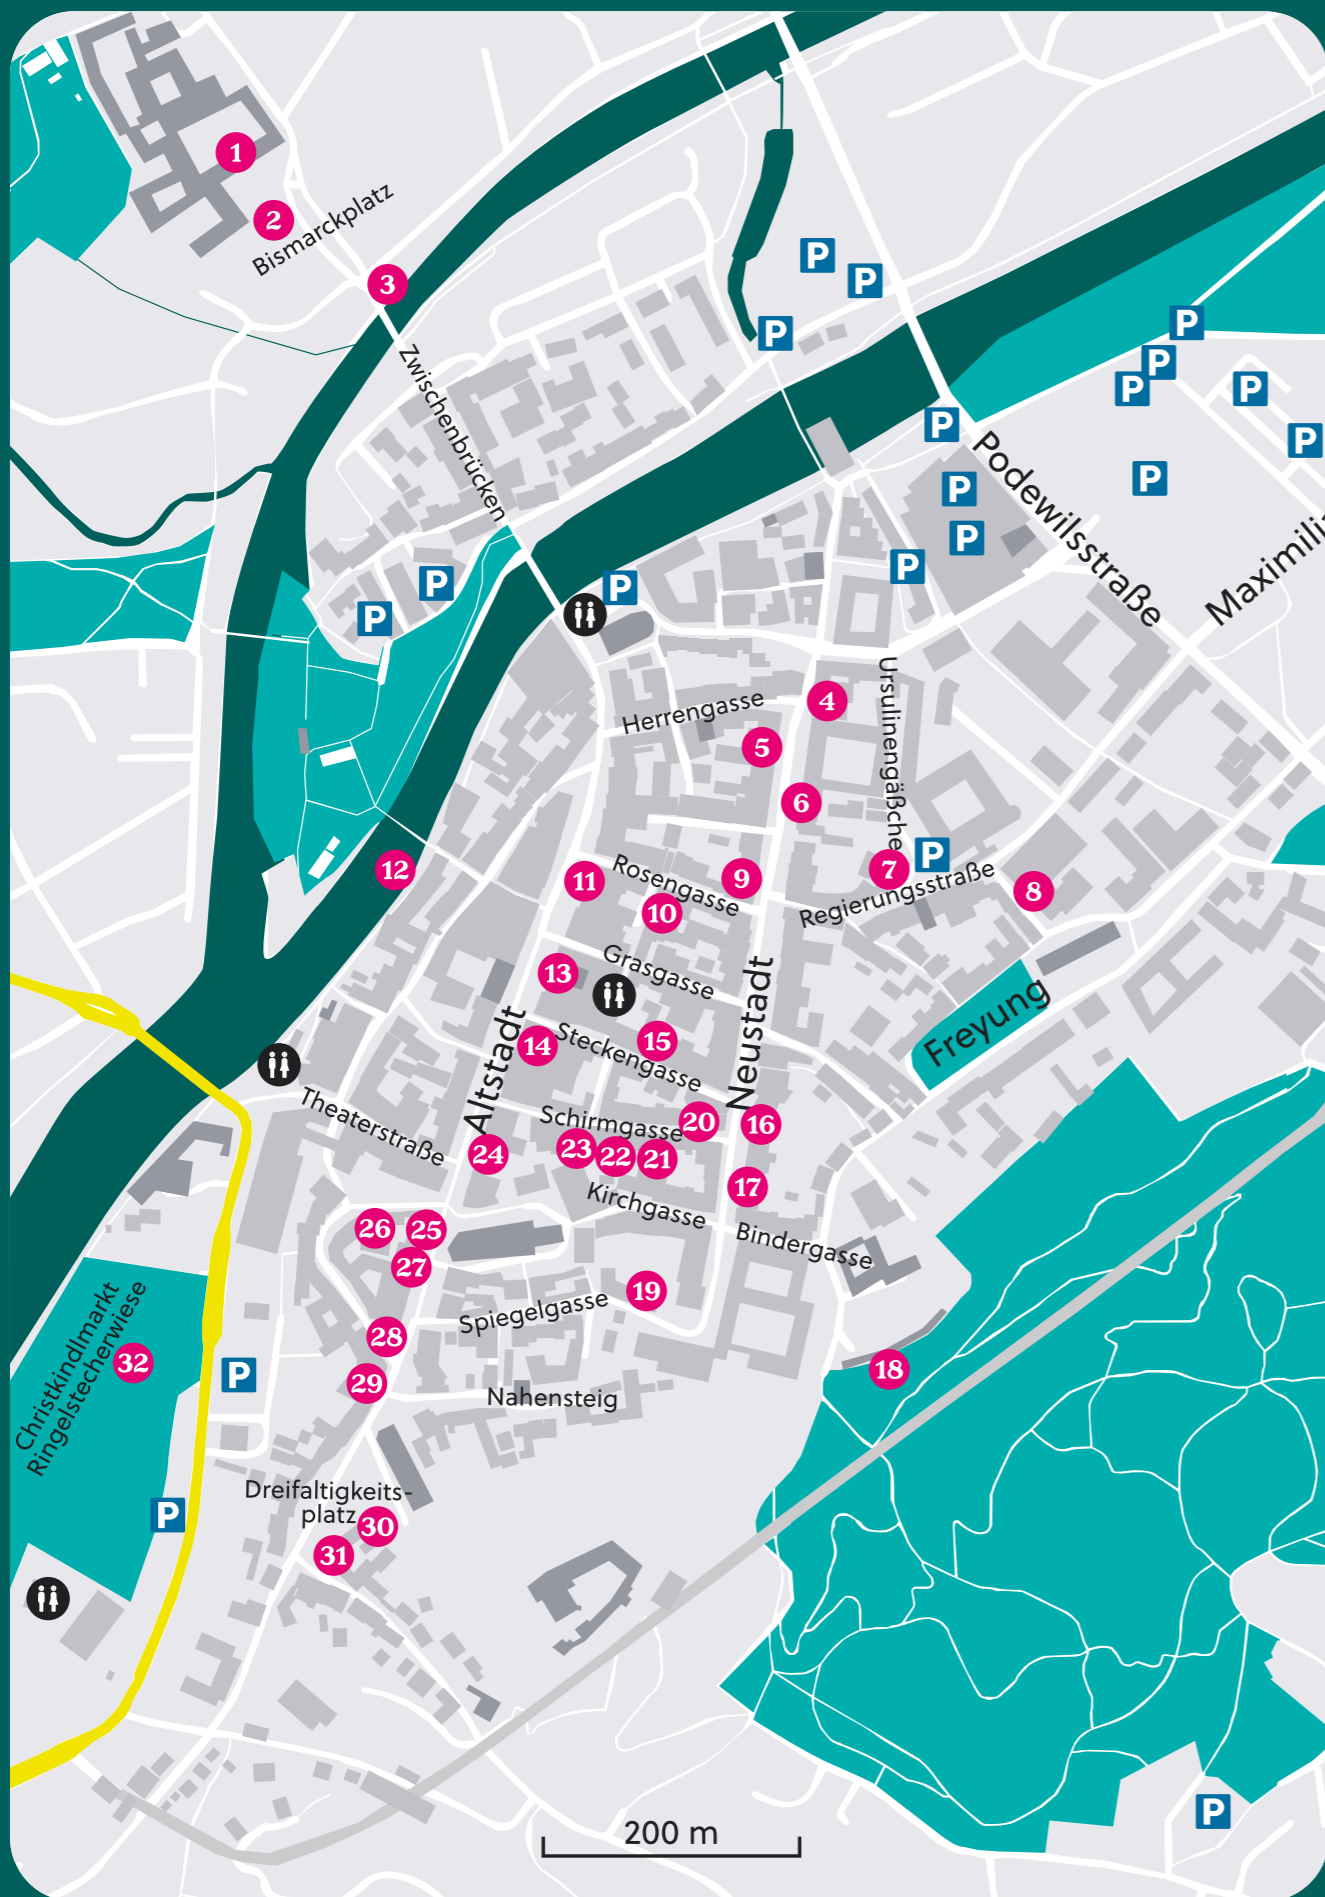 1
2
Bismarckplatz
3
Zwischenbrücken
P
P
P
P
P
P
P
P
P
P
P
P
P
Podewilsstraße
Maximili
P
P
P
Herrengasse
4
Ursulinengäßche
5
6
P
7
Regierungsstraße
8
12
11
Rosengasse
9
10
Grasgasse
13
Neustadt
Freyung
Altstadt
14
Steckengasse
15
Theaterstraße
Schirmgasse
20
16
24
23
22
21
17
Kirchgasse
Bindergasse
26
25
27
19
Spiegelgasse
28
18
29
Nahensteig
Christkindlmarkt
Ringelstecherwiese
32
P
P
Dreifaltigkeits-
platz
30
31
P
200 m